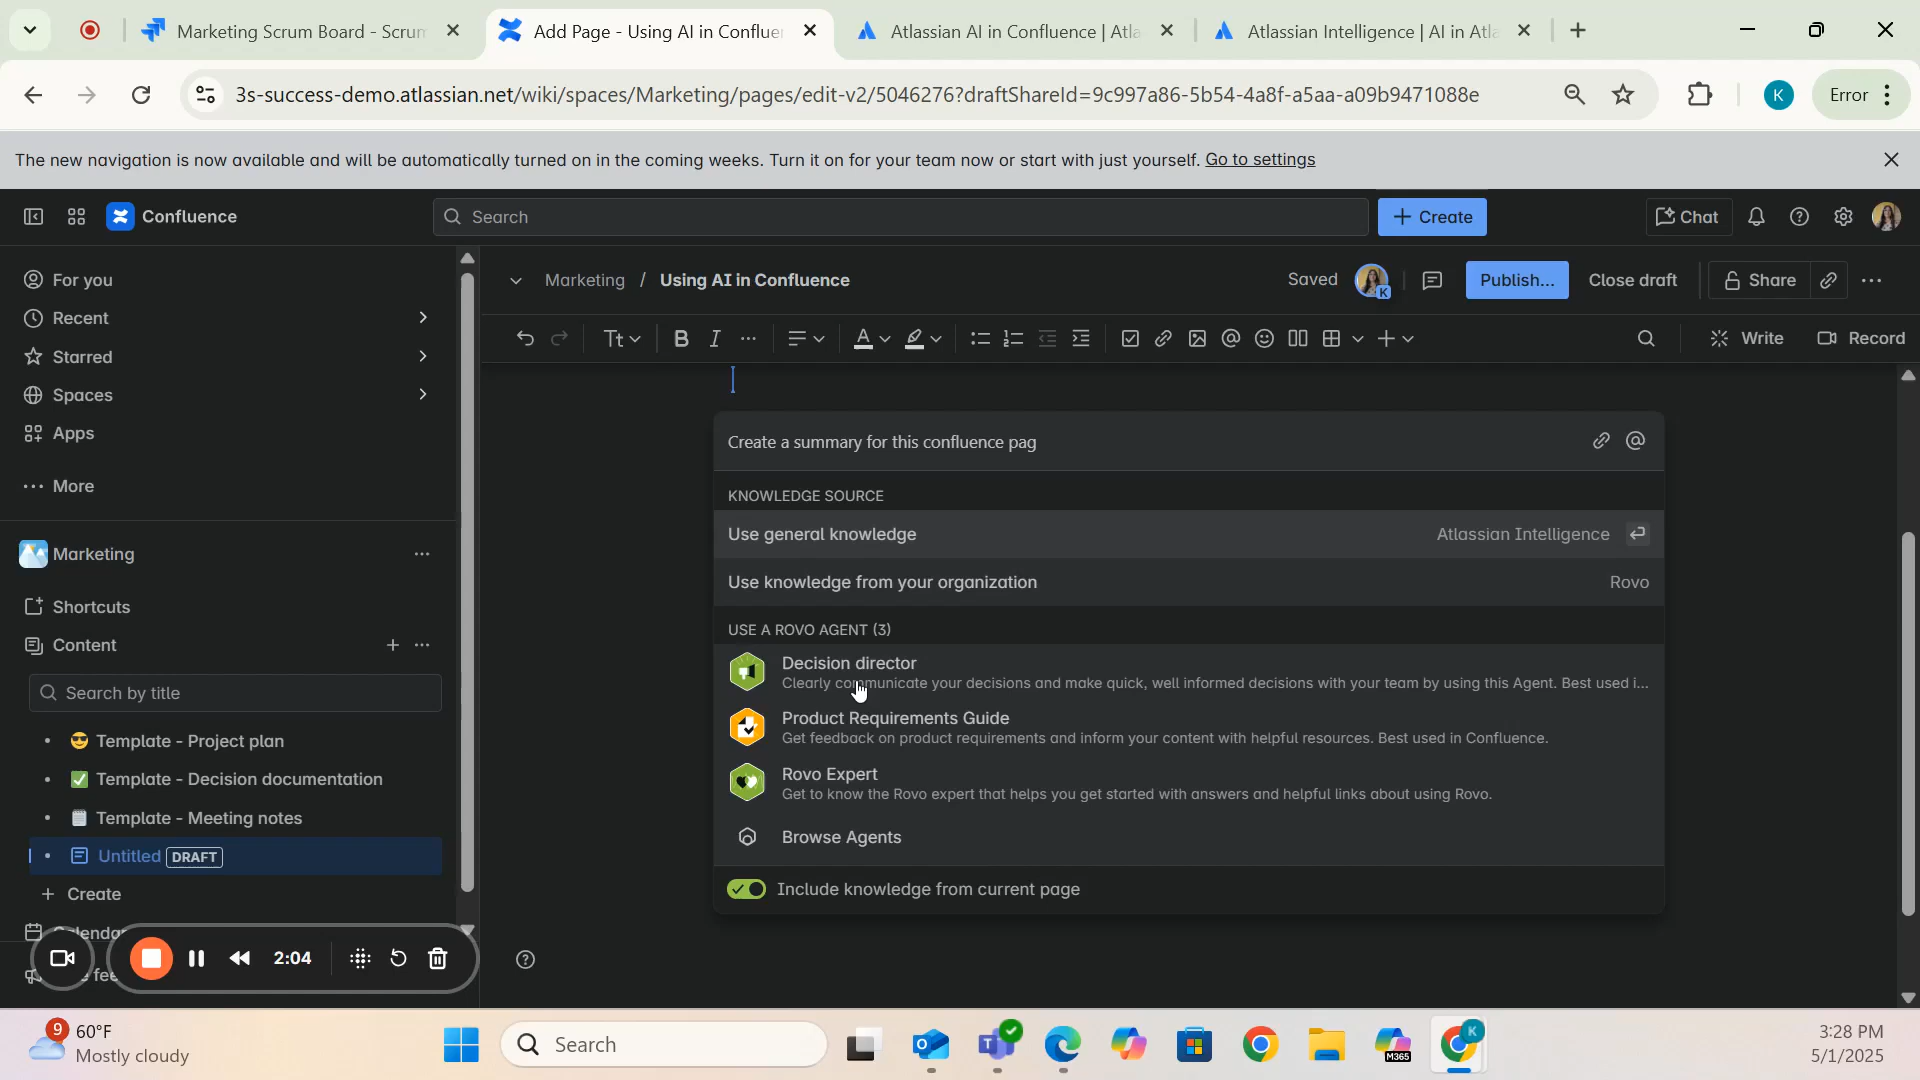 Marketing Scrum Board - Scrum
Add Page - Using AI in Confluen
Atlassian AI in Confluence | Atla
Atlassian Intelligence | AI in Atla
3s-success-demo.atlassian.net/wiki/spaces/Marketing/pages/edit-v2/5046276?draftShareId=9c997a86-5b54-4a8f-a5aa-a09b9471088e
K
Error
The new navigation is now available and will be automatically turned on in the coming weeks. Turn it on for your team now or start with just yourself. Go to settings
Confluence
Search
Create
Chat
For you
Recent
Starred
Spaces
Apps
More
Marketing
Shortcuts
Content
Search by title
Template - Project plan
Template - Decision documentation
Template - Meeting notes
Untitled DRAFT
Create
Calendar
Marketing / Using AI in Confluence
Saved
K
Publish...
Close draft
Share
Tt
B
I
A
Write
Record
Create a summary for this confluence pag
KNOWLEDGE SOURCE
Use general knowledge
Atlassian Intelligence
Use knowledge from your organization
Rovo
USE A ROVO AGENT (3)
Decision director
Clearly communicate your decisions and make quick, well informed decisions with your team by using this Agent. Best used i...
Product Requirements Guide
Get feedback on product requirements and inform your content with helpful resources. Best used in Confluence.
Rovo Expert
Get to know the Rovo expert that helps you get started with answers and helpful links about using Rovo.
Browse Agents
Include knowledge from current page
2:04
9
60°F
Mostly cloudy
Search
M365
K
3:28 PM
5/1/2025